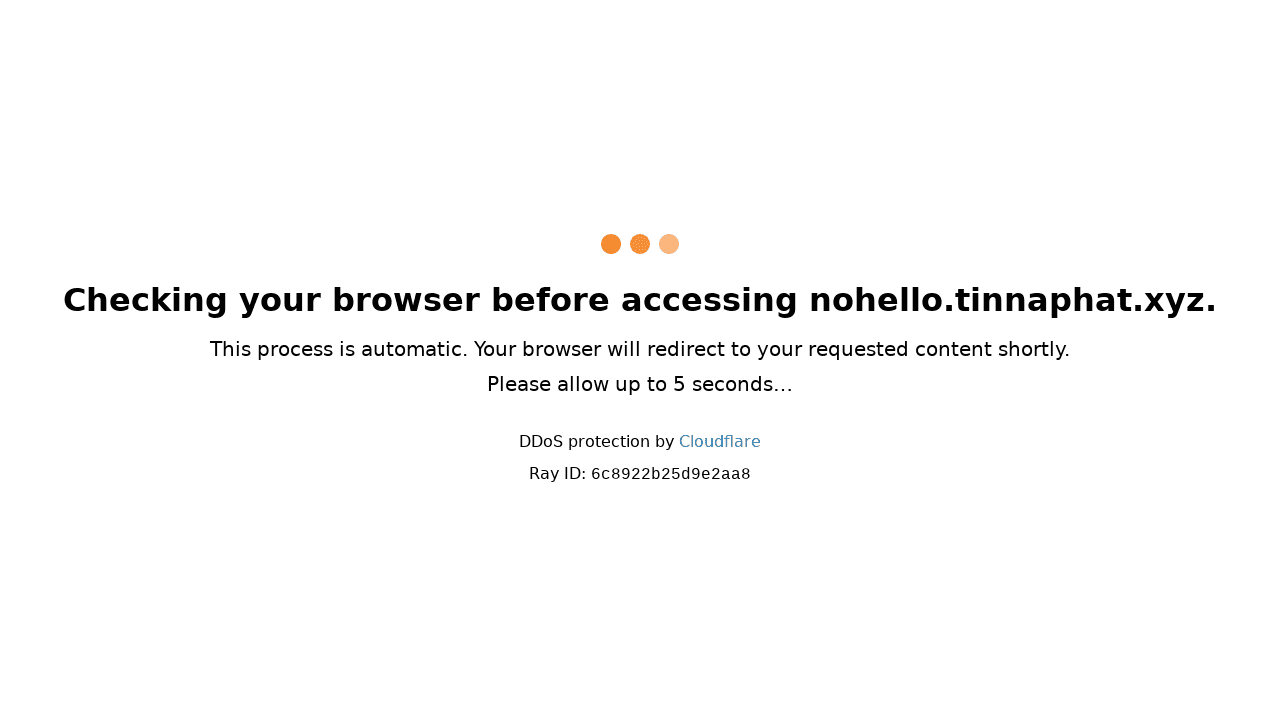 Checking your browser before accessing nohello.tinnaphat.xyz.
This process is automatic. Your browser will redirect to your requested content shortly.
Please allow up to 5 seconds…
DDoS protection by Cloudflare
Ray ID: 6c8922b25d9e2aa8